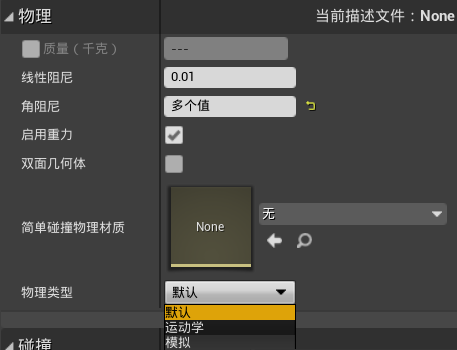 物理 当前描述文件：None
质量（千克） ---
线性阻尼 0.01
角阻尼 多个值
启用重力
双面几何体
简单碰撞物理材质 None 无
物理类型 默认
默认
运动学
模拟
碰撞